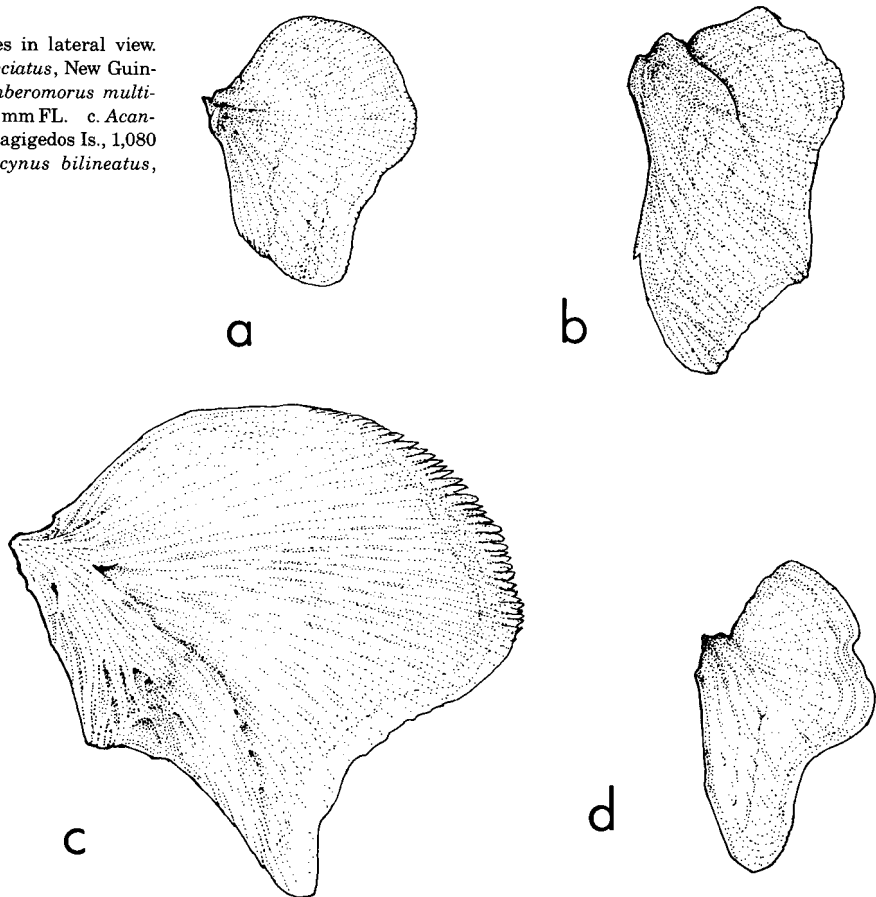 es in lateral view.
ciatus, New Guin-
nberomorus multi-
mm FL. c. Acan-
agigedos Is., 1,080
cynus bilineatus,
a
b
c
d